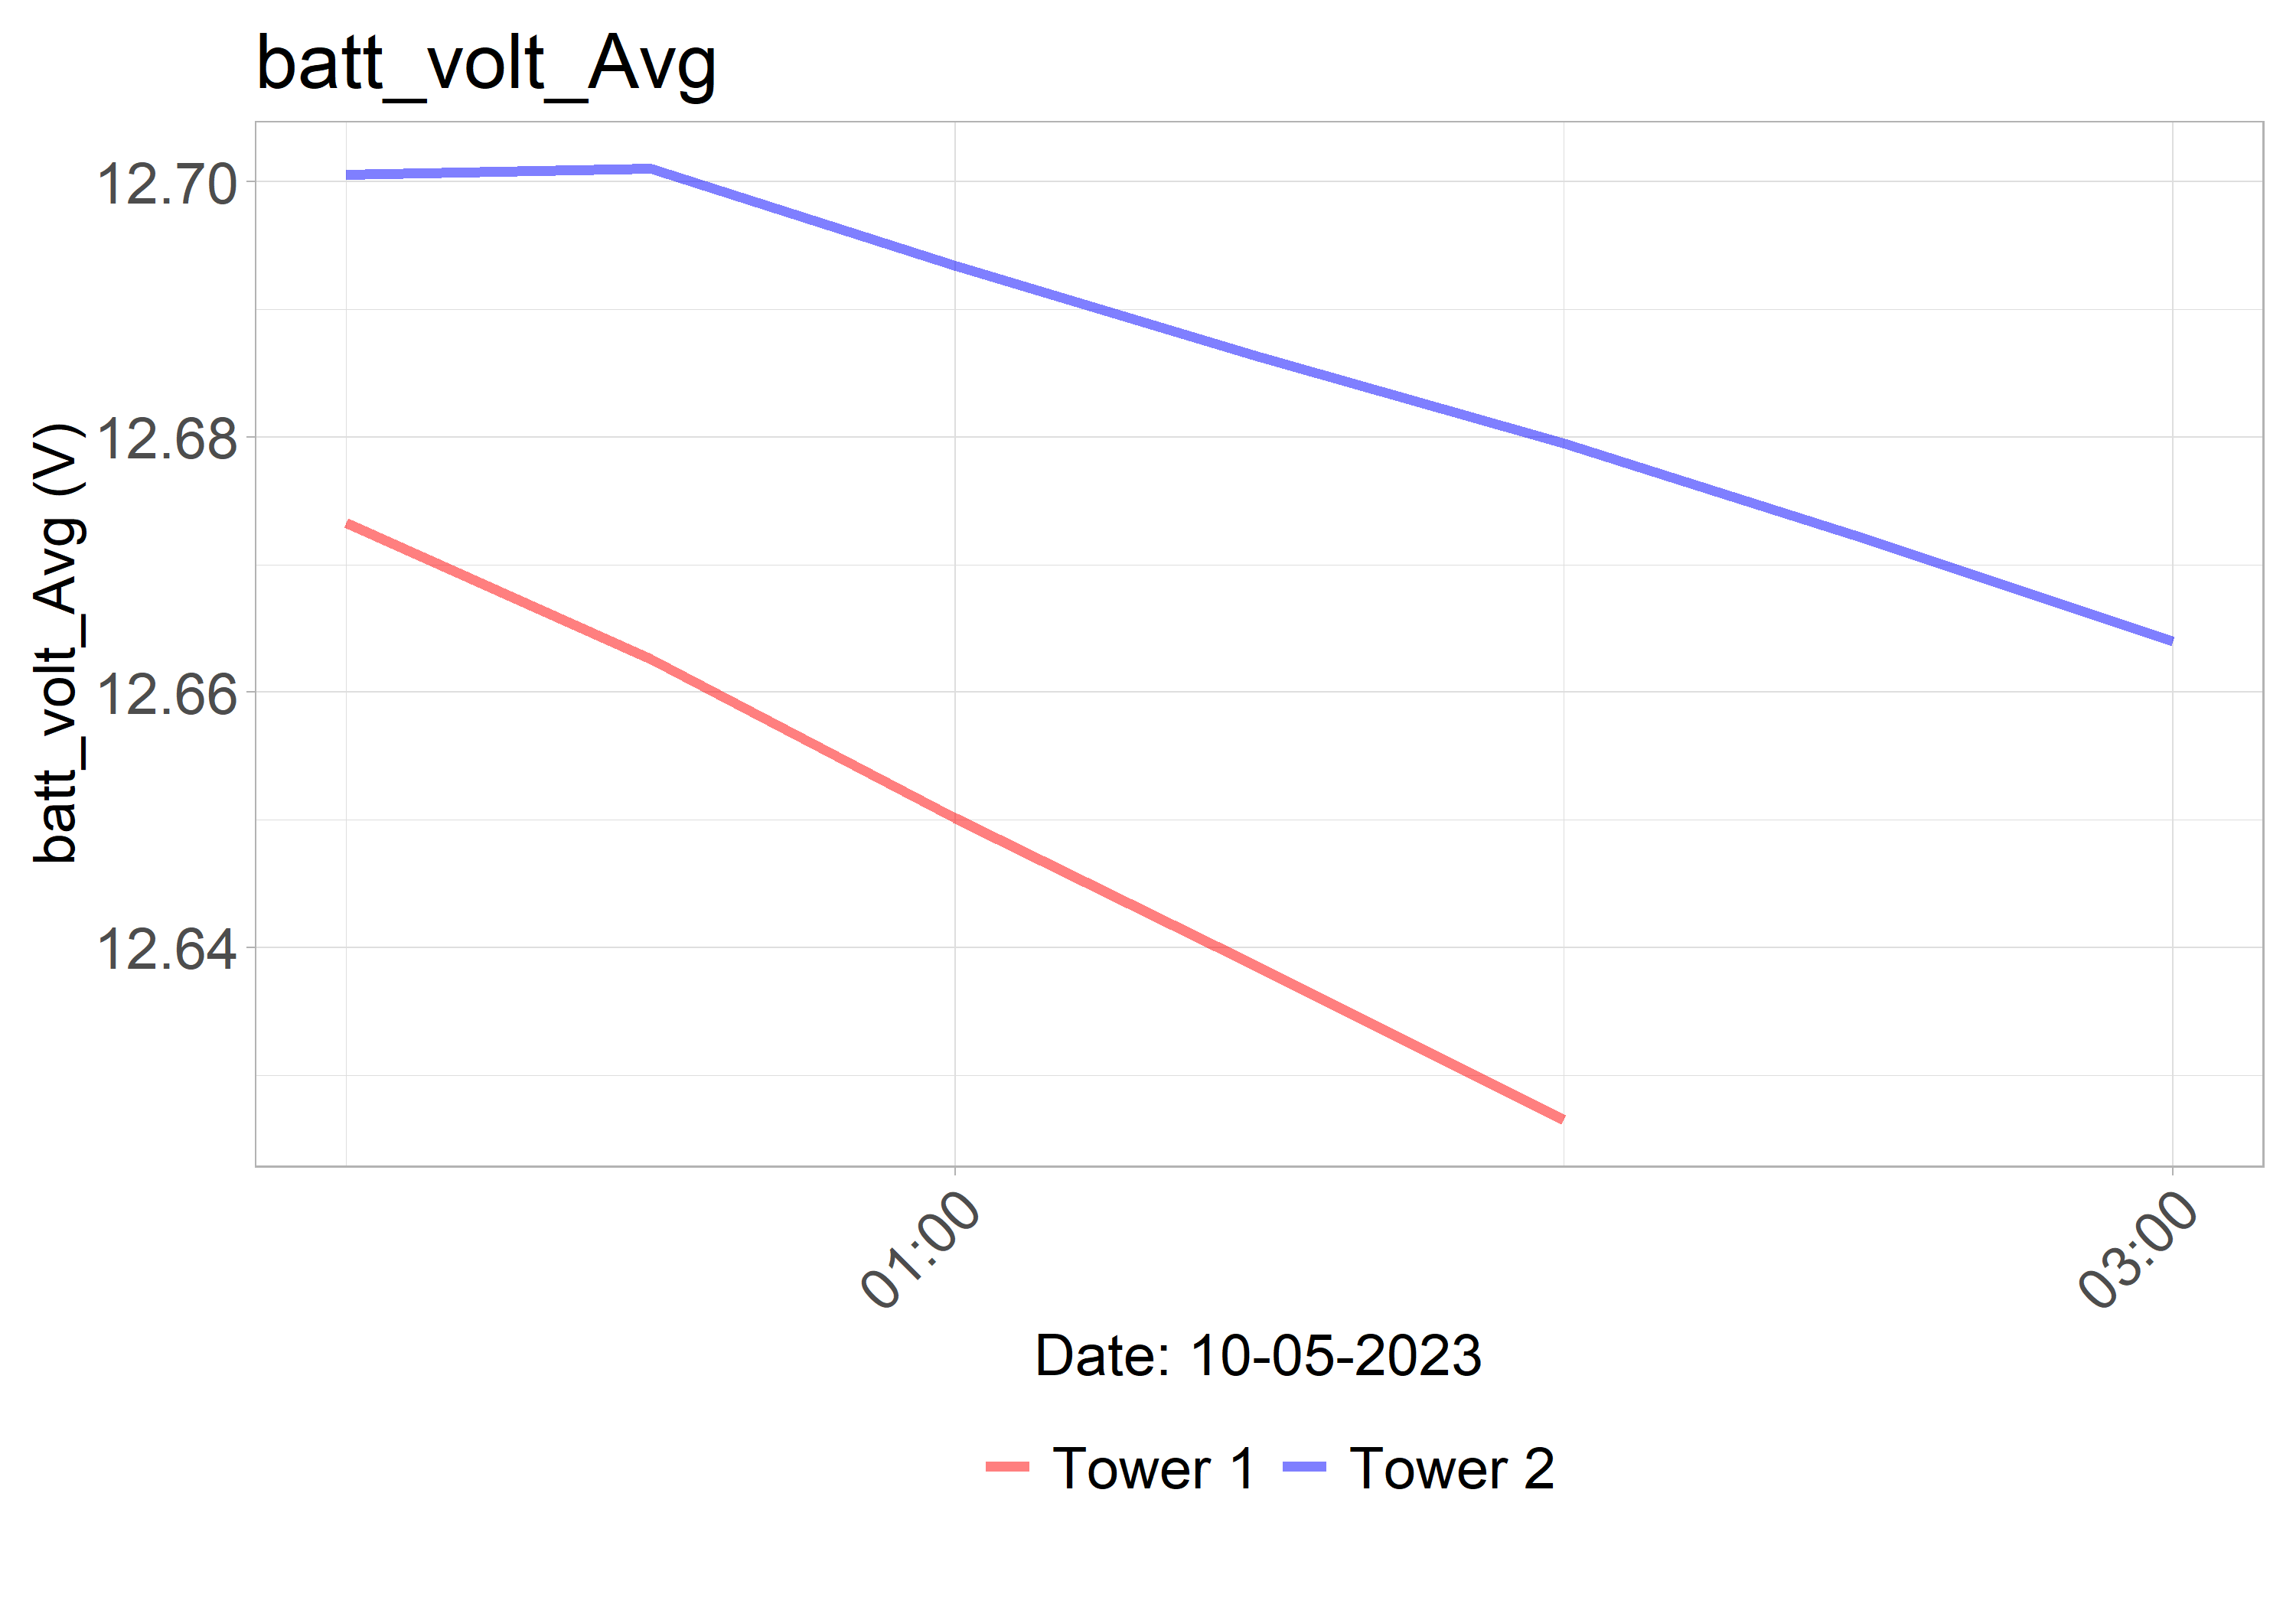 batt_volt_Avg
batt_volt_Avg (V)
12.70
12.68
12.66
12.64
01:00
03:00
Date: 10-05-2023
Tower 1
Tower 2